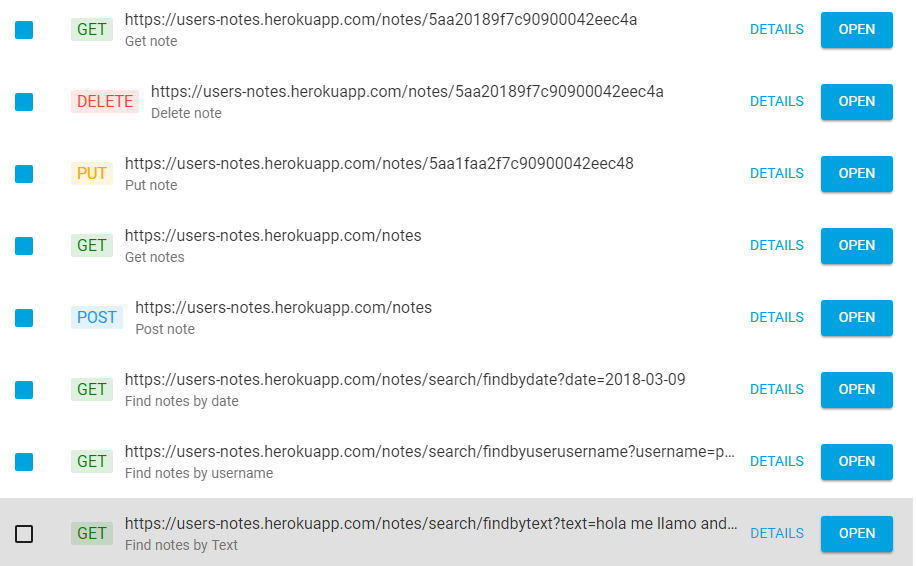 GET https://users-notes.herokuapp.com/notes/5aa20189f7c90900042eec4a DETAILS OPEN
Get note
DELETE https://users-notes.herokuapp.com/notes/5aa20189f7c90900042eec4a DETAILS OPEN
Delete note
PUT https://users-notes.herokuapp.com/notes/5aa1faa2f7c90900042eec48 DETAILS OPEN
Put note
GET https://users-notes.herokuapp.com/notes DETAILS OPEN
Get notes
POST https://users-notes.herokuapp.com/notes DETAILS OPEN
Post note
GET https://users-notes.herokuapp.com/notes/search/findbydate?date=2018-03-09 DETAILS OPEN
Find notes by date
GET https://users-notes.herokuapp.com/notes/search/findbyuserusername?username=p... DETAILS OPEN
Find notes by username
GET https://users-notes.herokuapp.com/notes/search/findbytext?text=hola me llamo and... DETAILS OPEN
Find notes by Text